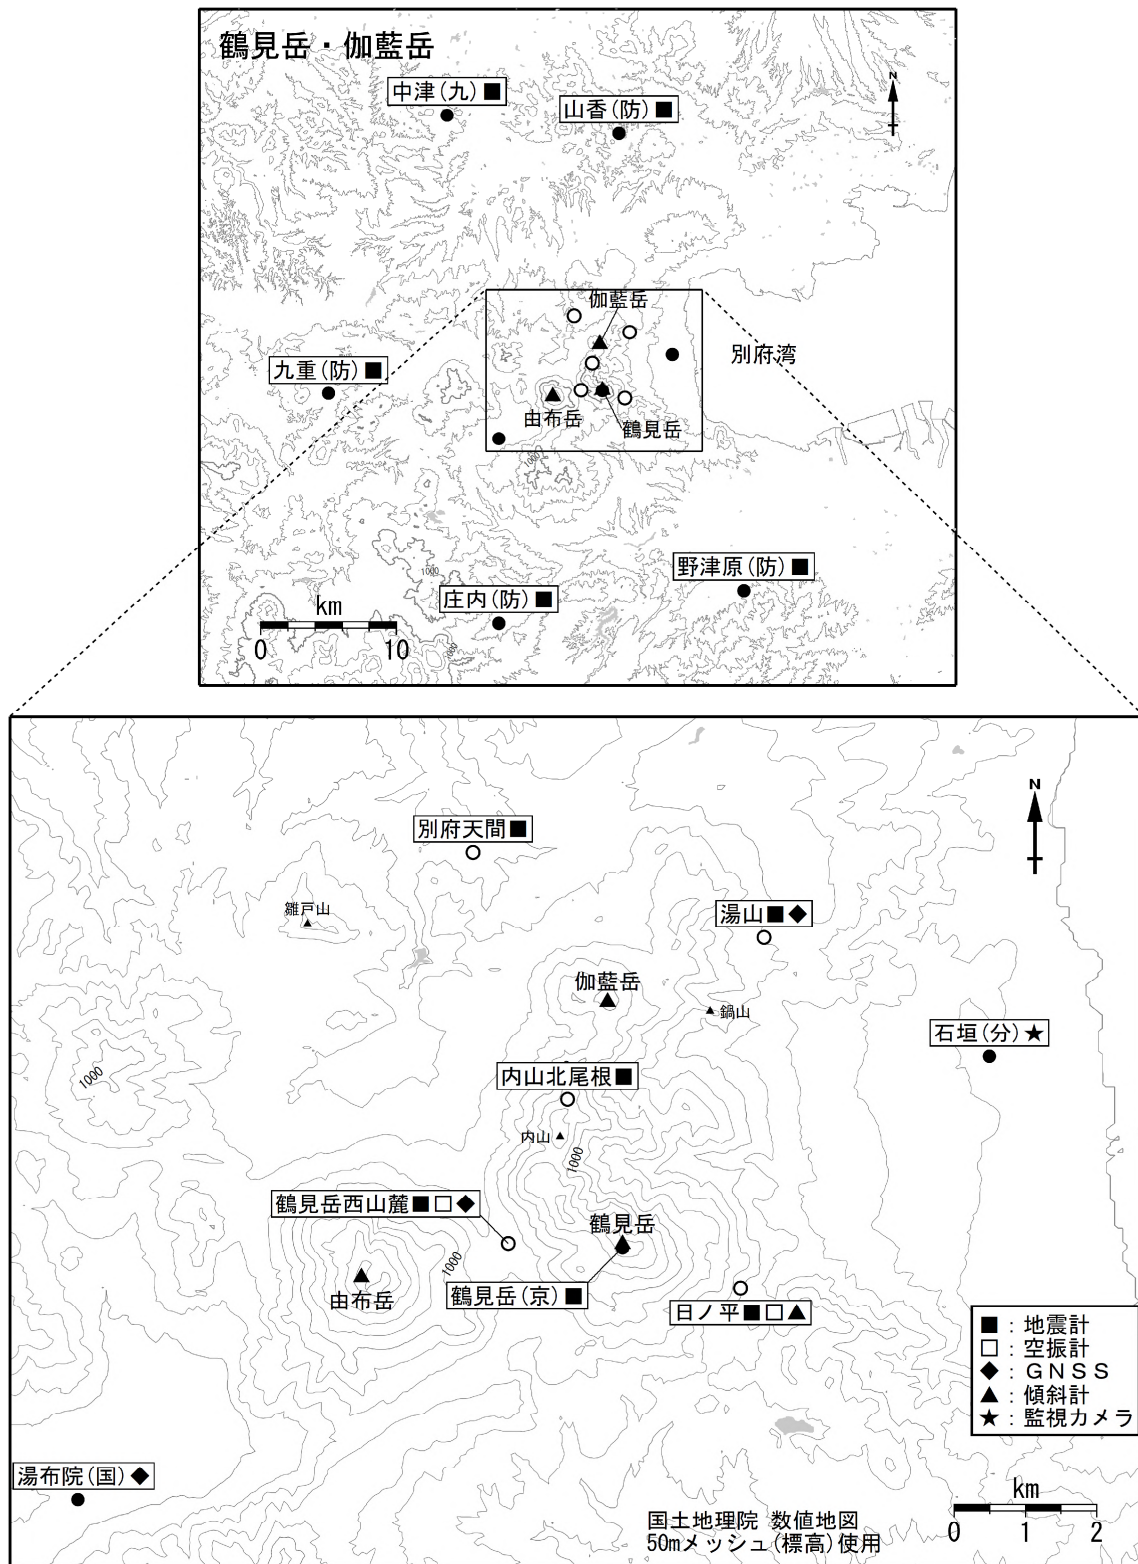 鶴見岳・伽藍岳
中津(九)■
山香(防)■
N
伽藍岳
別府湾
九重(防)■
由布岳
鶴見岳
1000
野津原(防)■
1000
庄内(防)■
km
0 10
1000
別府天間■
N
雛戸山
湯山■◆
伽藍岳
鍋山
石垣(分)★
1000
内山北尾根■
内山
1000
鶴見岳西山麓■□◆
鶴見岳
1000
由布岳
鶴見岳(京)■
日ノ平■□▲
■:地震計
□:空振計
◆:GNSS
▲:傾斜計
★:監視カメラ
湯布院(国)◆
km
0 1 2
国土地理院 数値地図
50mメッシュ(標高)使用